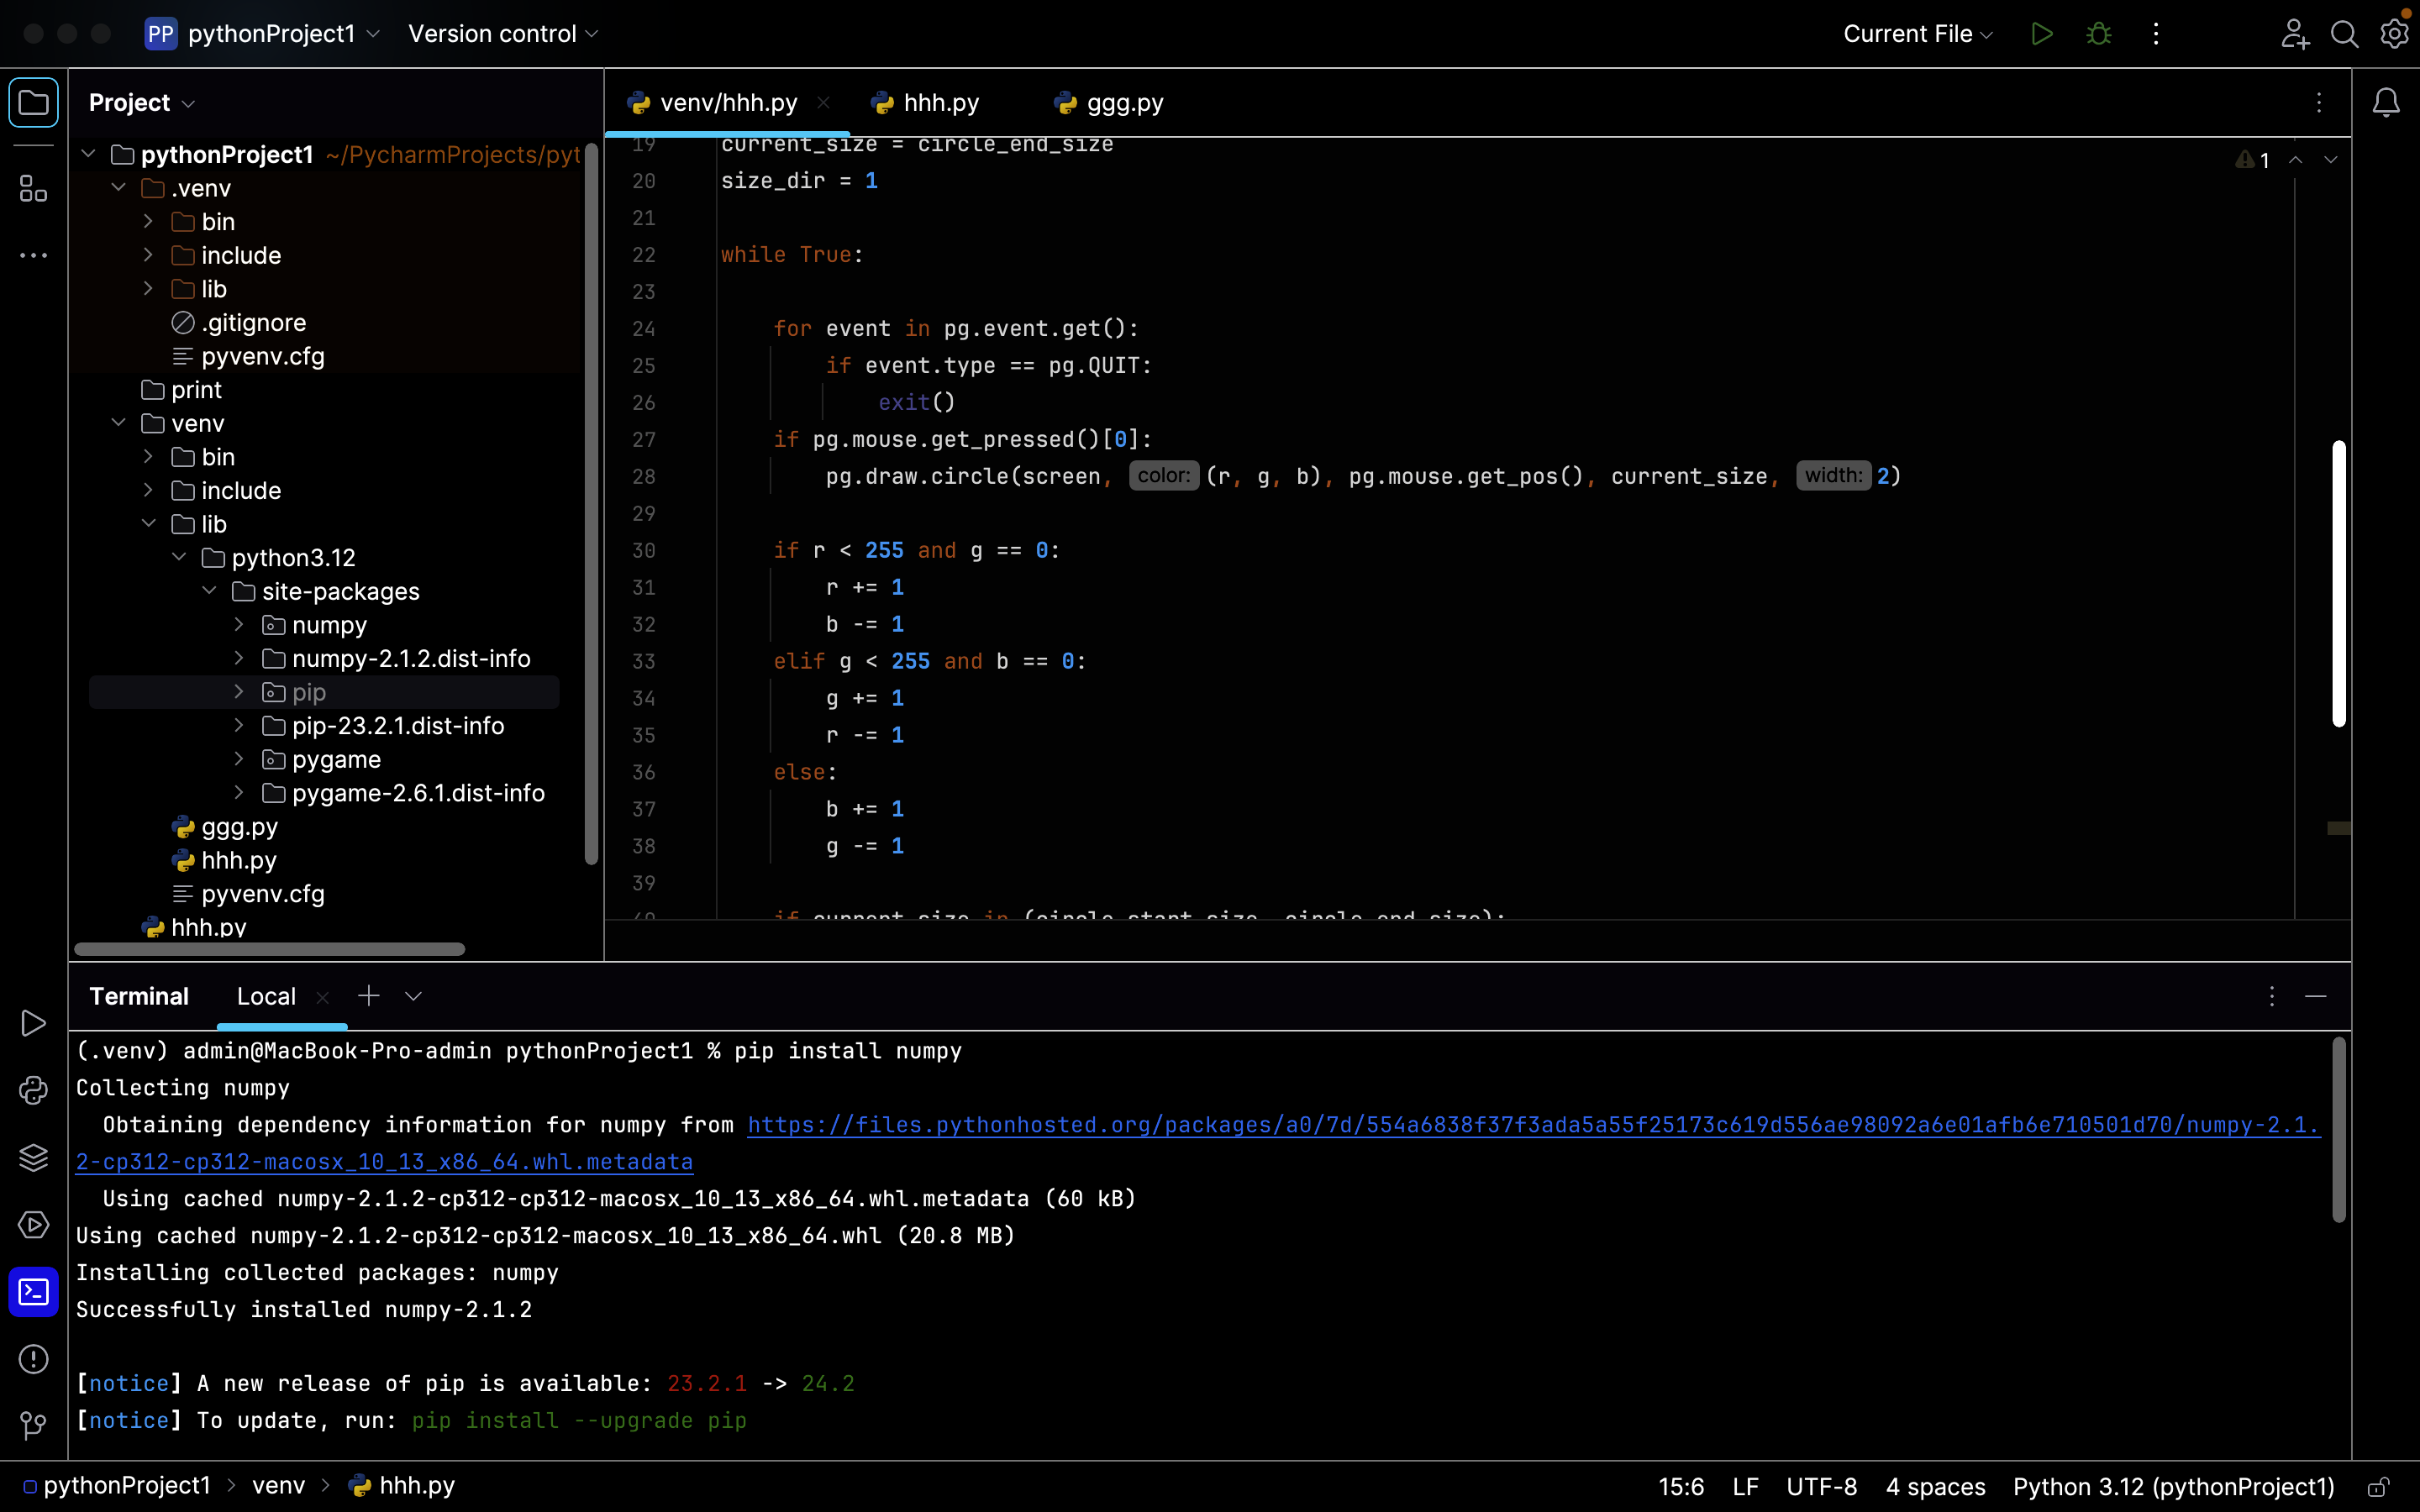 PP pythonProject1 Version control Current File
Project
venv/hhh.py hhh.py ggg.py
pythonProject1 ~/PycharmProjects/pyt
.venv
bin
include
lib
.gitignore
pyvenv.cfg
print
venv
bin
include
lib
python3.12
site-packages
numpy
numpy-2.1.2.dist-info
pip
pip-23.2.1.dist-info
pygame
pygame-2.6.1.dist-info
ggg.py
hhh.py
pyvenv.cfg
hhh.py
1
19 current_size = circle_end_size
20 size_dir = 1
21
22 while True:
23
24 for event in pg.event.get():
25 if event.type == pg.QUIT:
26 exit()
27 if pg.mouse.get_pressed()[0]:
28 pg.draw.circle(screen, color: (r, g, b), pg.mouse.get_pos(), current_size, width: 2)
29
30 if r < 255 and g == 0:
31 r += 1
32 b -= 1
33 elif g < 255 and b == 0:
34 g += 1
35 r -= 1
36 else:
37 b += 1
38 g -= 1
39
40 if current_size in (circle_start_size, circle_end_size):
Terminal Local
(.venv) admin@MacBook-Pro-admin pythonProject1 % pip install numpy
Collecting numpy
Obtaining dependency information for numpy from https://files.pythonhosted.org/packages/a0/7d/554a6838f37f3ada5a55f25173c619d556ae98092a6e01afb6e710501d70/numpy-2.1.
2-cp312-cp312-macosx_10_13_x86_64.whl.metadata
Using cached numpy-2.1.2-cp312-cp312-macosx_10_13_x86_64.whl.metadata (60 kB)
Using cached numpy-2.1.2-cp312-cp312-macosx_10_13_x86_64.whl (20.8 MB)
Installing collected packages: numpy
Successfully installed numpy-2.1.2
[notice] A new release of pip is available: 23.2.1 -> 24.2
[notice] To update, run: pip install --upgrade pip
pythonProject1 > venv > hhh.py 15:6 LF UTF-8 4 spaces Python 3.12 (pythonProject1)